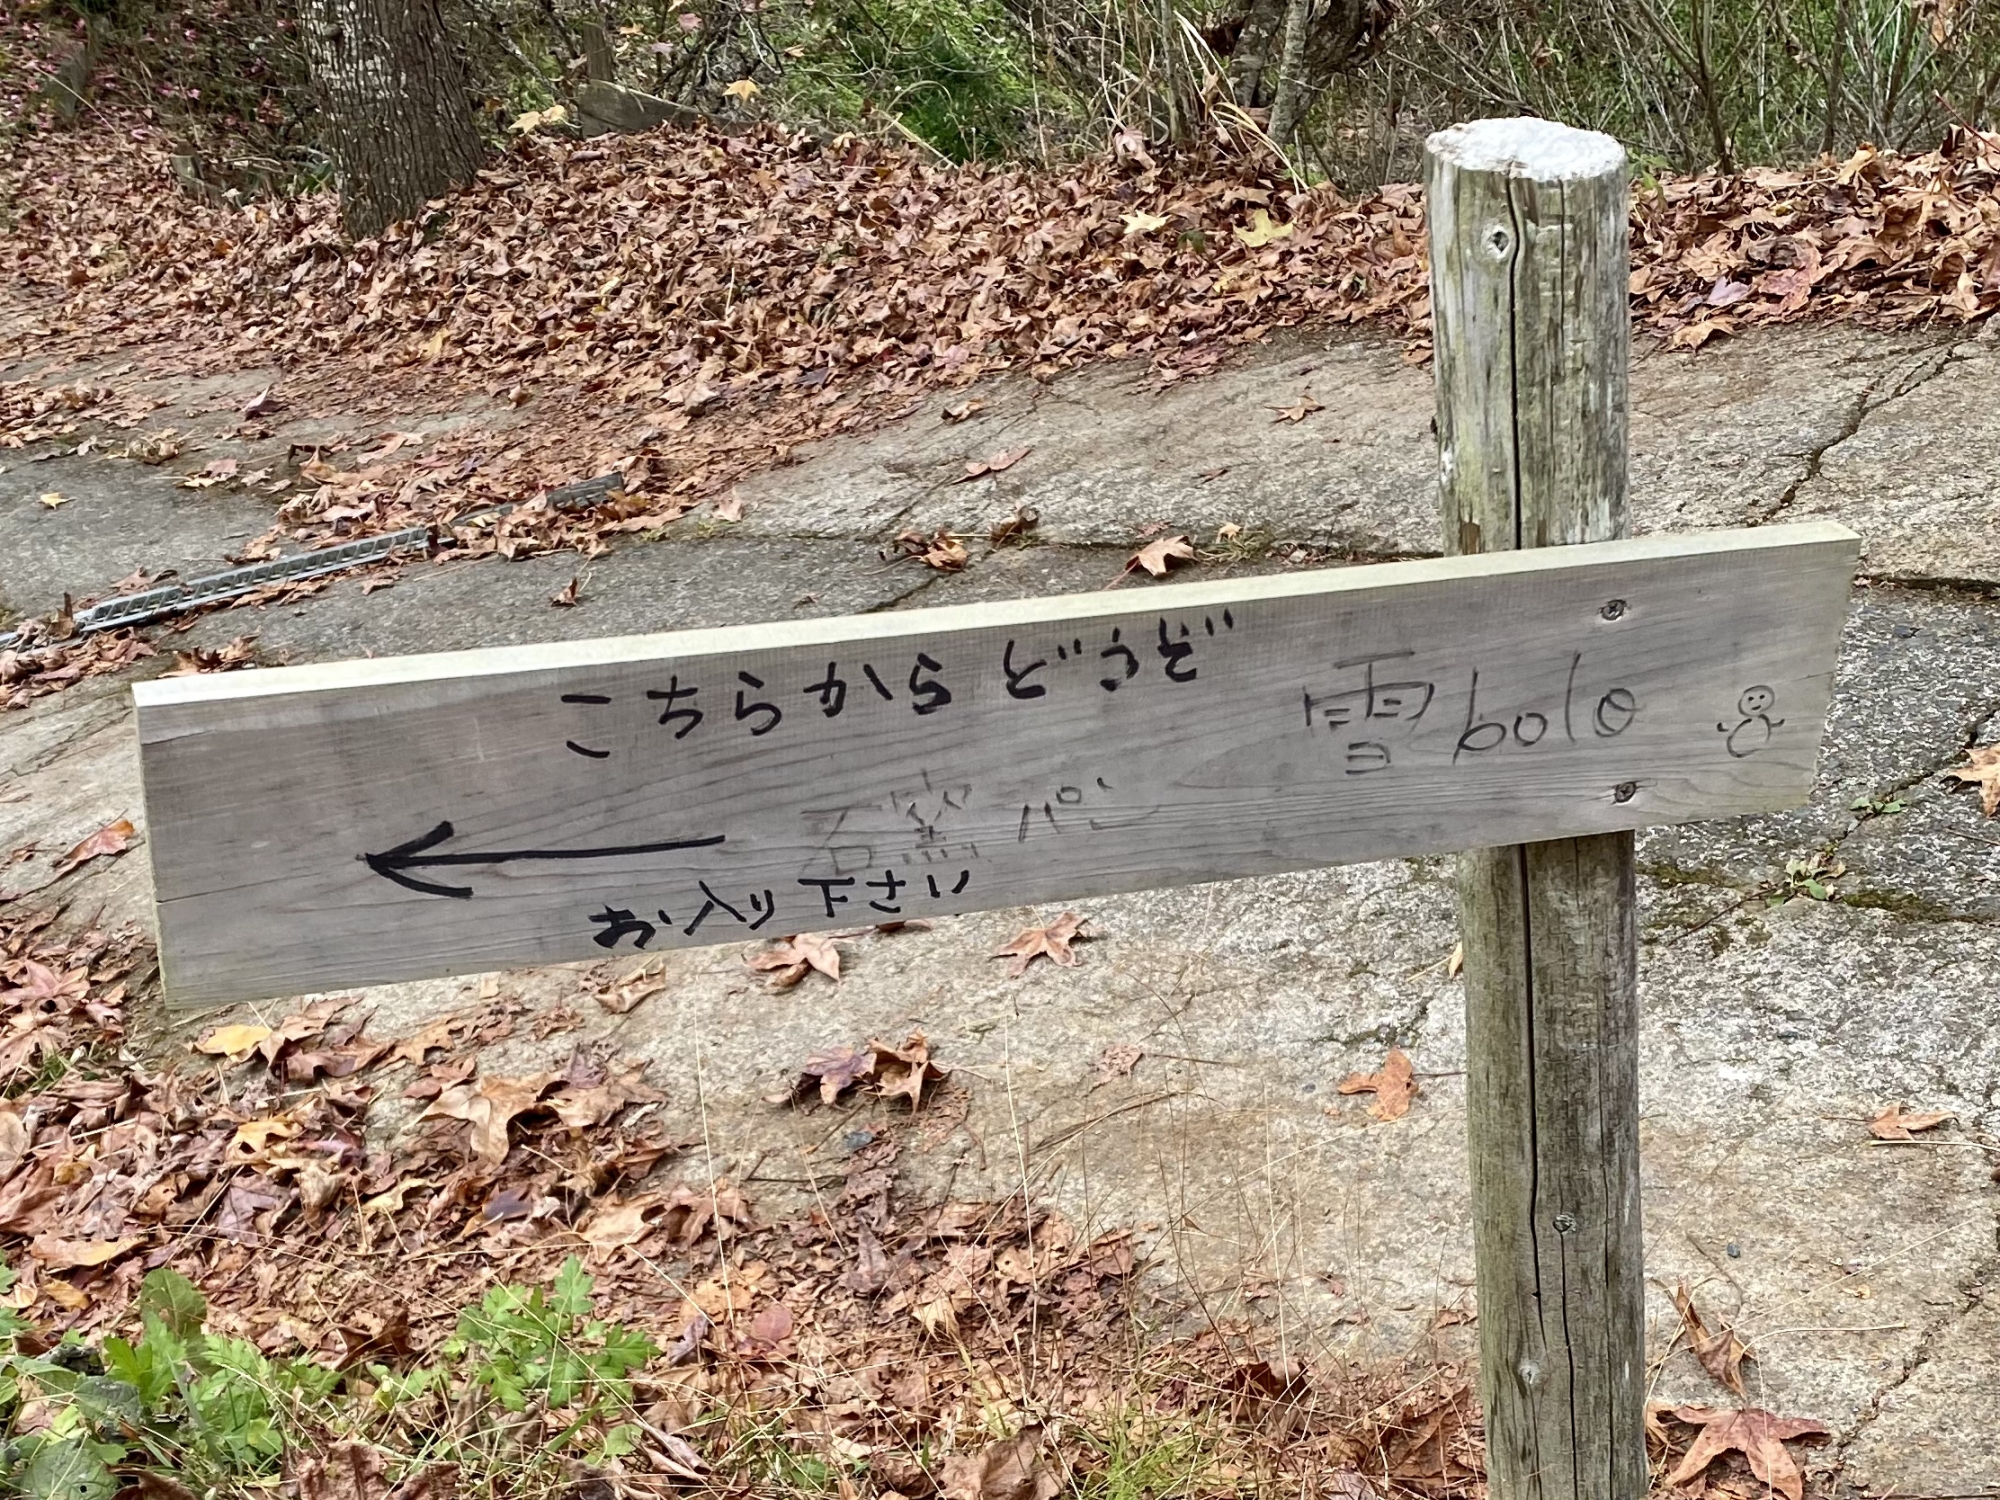 こちらからどうぞ
雪bolo
石窯パン
お入り下さい